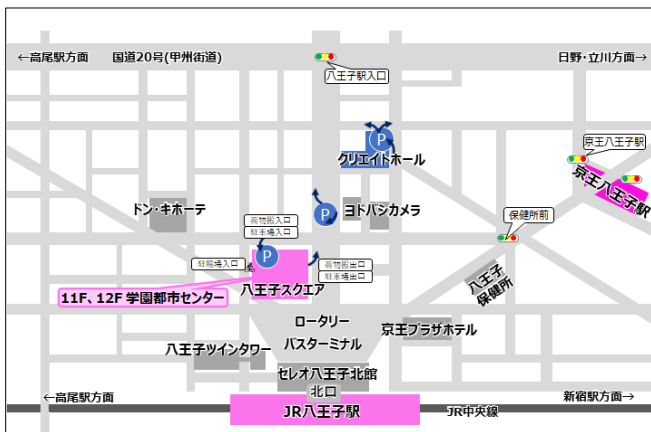 ←高尾駅方面
国道20号(甲州街道)
日野・立川方面→
八王子駅入口
P
クリエイトホール
京王八王子駅
京王八王子駅
ドン・キホーテ
P
ヨドバシカメラ
保健所前
荷物搬入口
駐車場入口
駐輪場入口
P
荷物搬出口
駐車場出口
八王子スクエア
八王子
保健所
11F、12F 学園都市センター
ロータリー
バスターミナル
京王プラザホテル
八王子ツインタワー
セレオ八王子北館
北口
←高尾駅方面
新宿駅方面→
JR八王子駅
JR中央線